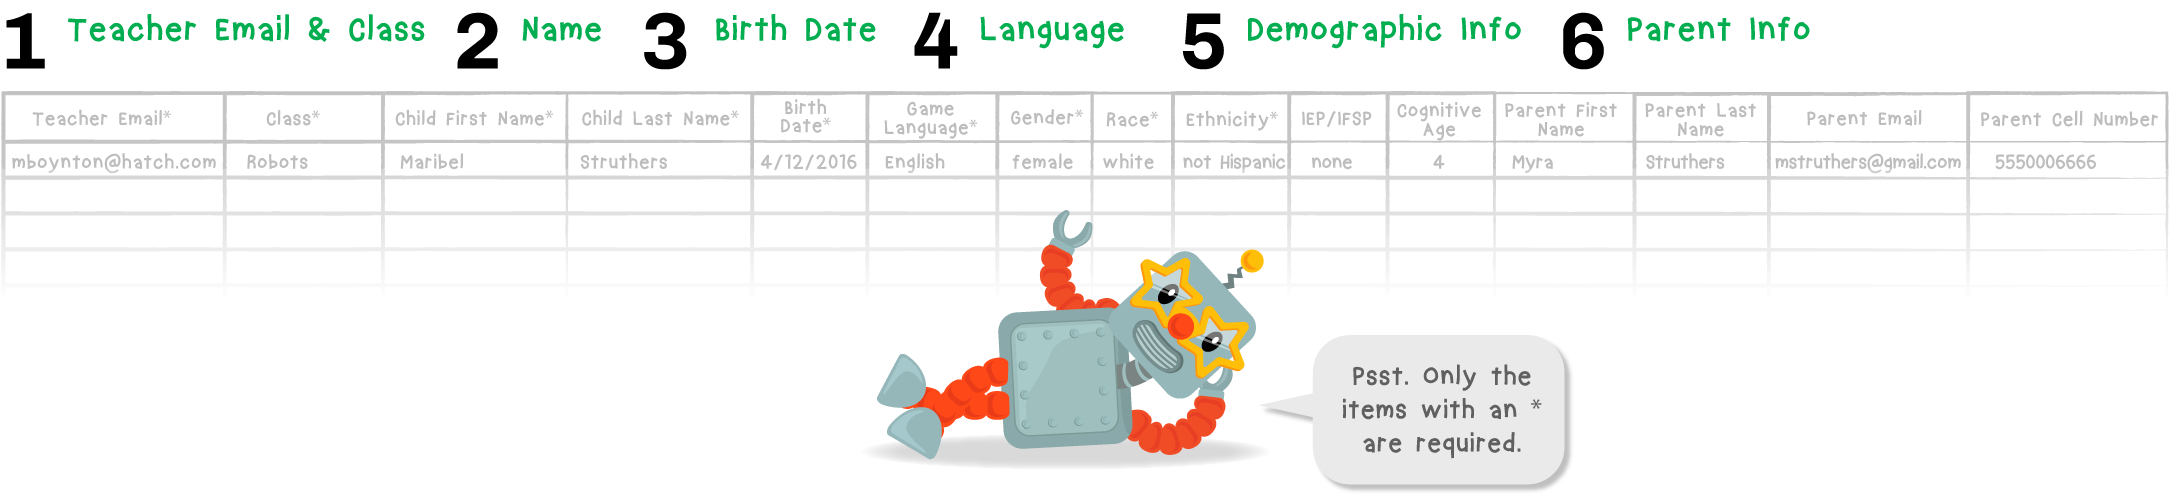 1 Teacher Email & Class 2 Name 3 Birth Date 4 Language 5 Demographic Info 6 Parent Info
Teacher Email* Class* Child First Name* Child Last Name* Birth Date* Game Language* Gender* Race* Ethnicity* IEP/IFSP Cognitive Age Parent First Name Parent Last Name Parent Email Parent Cell Number
mboynton@hatch.com Robots Maribel Struthers 4/12/2016 English female white not Hispanic none 4 Myra Struthers mstruthers@gmail.com 5550006666
Psst. Only the
items with an *
are required.